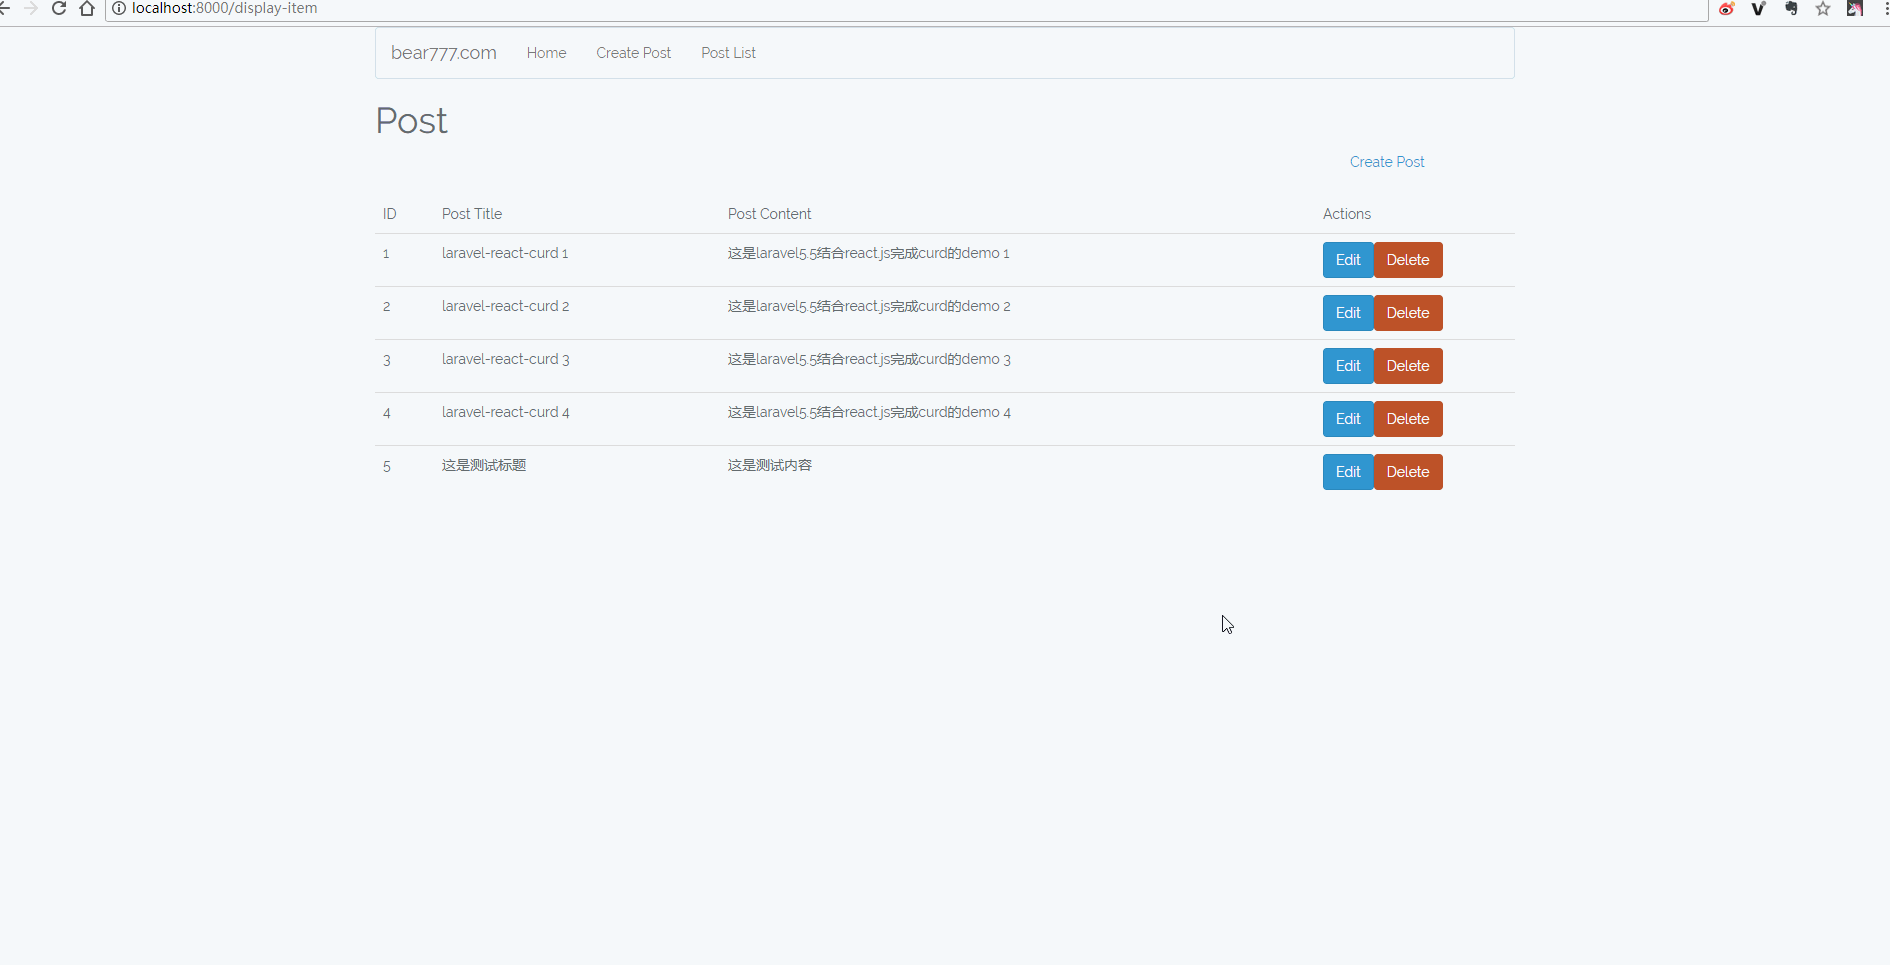 localhost:8000/display-item
bear777.com Home Create Post Post List
Post
Create Post
ID Post Title Post Content Actions
1 laravel-react-curd 1 这是laravel5.5结合react.js完成curd的demo 1 Edit Delete
2 laravel-react-curd 2 这是laravel5.5结合react.js完成curd的demo 2 Edit Delete
3 laravel-react-curd 3 这是laravel5.5结合react.js完成curd的demo 3 Edit Delete
4 laravel-react-curd 4 这是laravel5.5结合react.js完成curd的demo 4 Edit Delete
5 这是测试标题 这是测试内容 Edit Delete